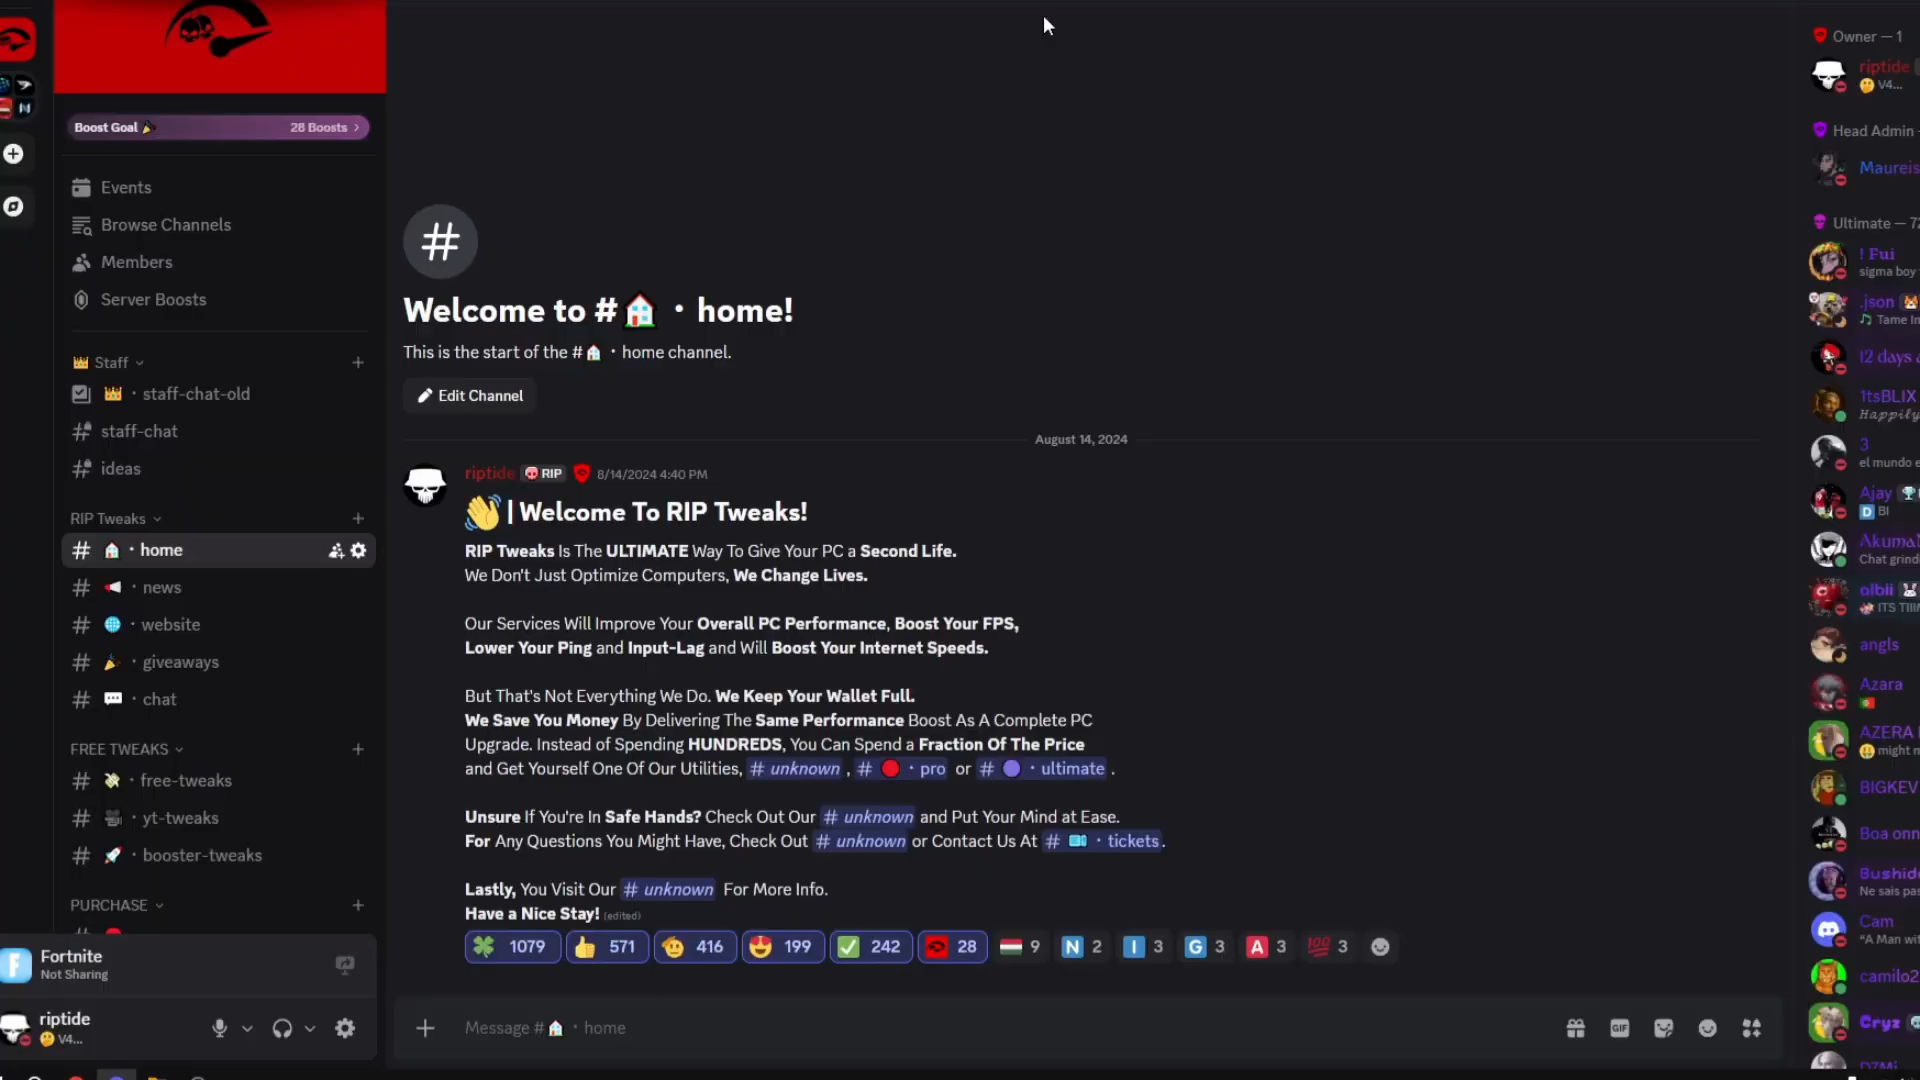 Boost Goal 28 Boosts
Events
Browse Channels
Members
Server Boosts
Staff
staff-chat-old
staff-chat
ideas
RIP Tweaks
home
news
website
giveaways
chat
FREE TWEAKS
free-tweaks
yt-tweaks
booster-tweaks
PURCHASE
Fortnite
Not Sharing
riptide
V4...
Welcome to #🏠・home!
This is the start of the #🏠・home channel.
Edit Channel
August 14, 2024
riptide RIP 8/14/2024 4:40 PM
👋 | Welcome To RIP Tweaks!
RIP Tweaks Is The ULTIMATE Way To Give Your PC a Second Life.
We Don't Just Optimize Computers, We Change Lives.
Our Services Will Improve Your Overall PC Performance, Boost Your FPS,
Lower Your Ping and Input-Lag and Will Boost Your Internet Speeds.
But That's Not Everything We Do. We Keep Your Wallet Full.
We Save You Money By Delivering The Same Performance Boost As A Complete PC
Upgrade. Instead of Spending HUNDREDS, You Can Spend a Fraction Of The Price
and Get Yourself One Of Our Utilities, # unknown , # 🔴・pro or # 🟣・ultimate .
Unsure If You're In Safe Hands? Check Out Our # unknown and Put Your Mind at Ease.
For Any Questions You Might Have, Check Out # unknown or Contact Us At # 🎟・tickets.
Lastly, You Visit Our # unknown For More Info.
Have a Nice Stay! (edited)
1079 571 416 199 242 28 9 N 2 I 3 G 3 A 3 100 3
Message #🏠・home
GIF
Owner — 1
riptide
V4...
Head Admin
Maureis
Ultimate — 72
! Fui
sigma boy
.json
Tame In
12 days
1tsBLIX
Happily
3
el mundo e
Ajay
D BI
Chat grind
olbli
angls
Azara
AZERA
might
BIGKEV
Boa onn
Bushid
Ne sais pa
Cam
"A Man wi
camilo2
Cryz
DZMi